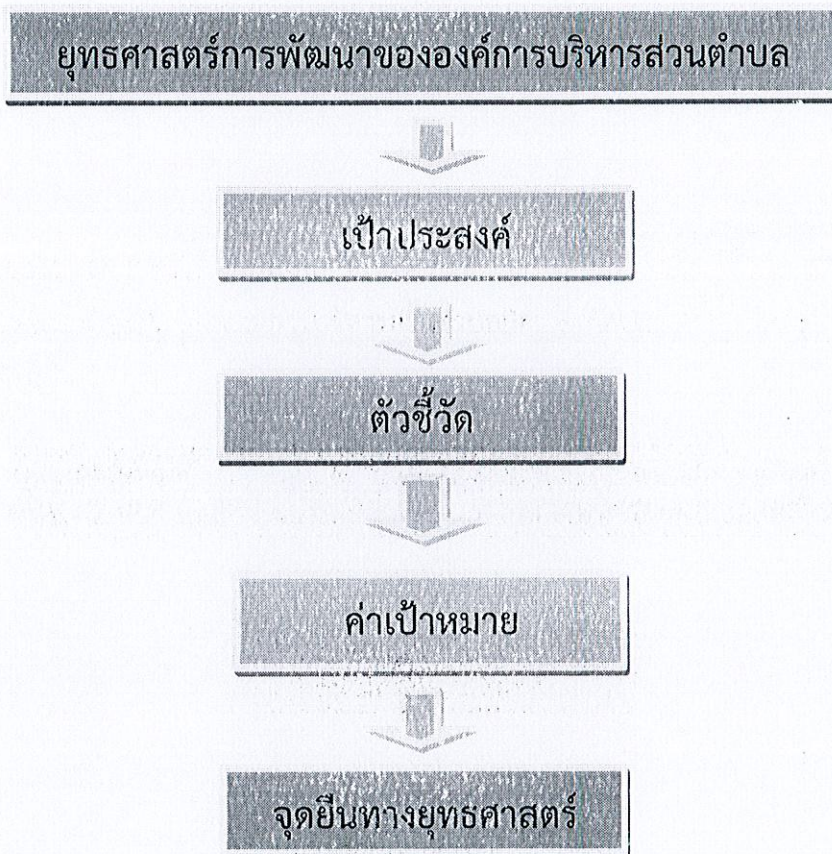 ยุทธศาสตร์การพัฒนาขององค์การบริหารส่วนตำบล
เป้าประสงค์
ตัวชี้วัด
ค่าเป้าหมาย
จุดยืนทางยุทธศาสตร์